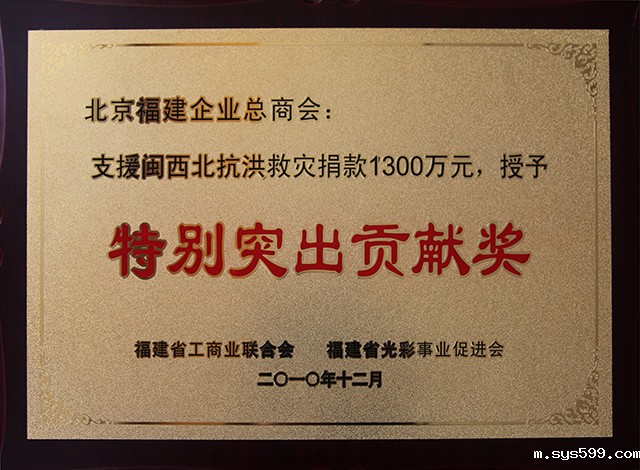 北京福建企业总商会：
支援闽西北抗洪救灾捐款1300万元，授予
特别突出贡献奖
福建省工商业联合会 福建省光彩事业促进会
二〇一〇年十二月
m.sys599.com